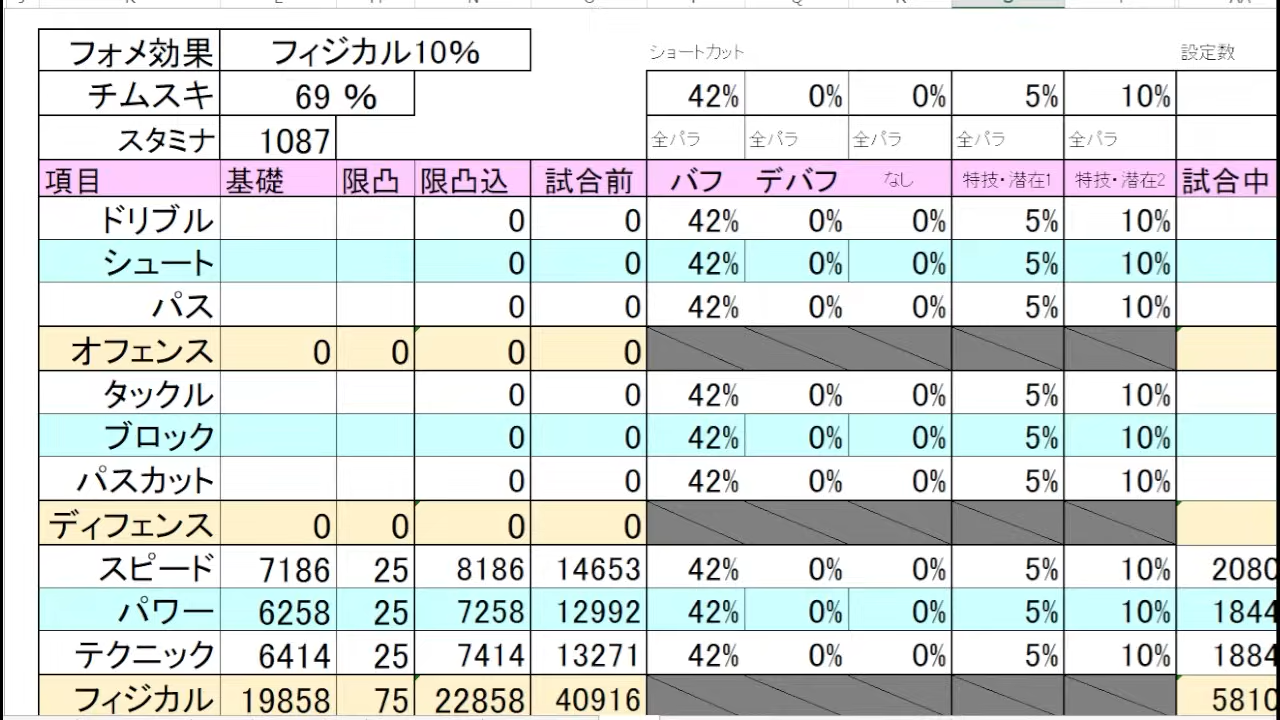 フォメ効果 フィジカル10% ショートカット 設定数
チムスキ 69 % 42% 0% 0% 5% 10%
スタミナ 1087 全パラ 全パラ 全パラ 全パラ 全パラ
項目 基礎 限凸 限凸込 試合前 バフ デバフ なし 特技・潜在1 特技・潜在2 試合中
ドリブル 0 0 42% 0% 0% 5% 10%
シュート 0 0 42% 0% 0% 5% 10%
パス 0 0 42% 0% 0% 5% 10%
オフェンス 0 0 0 0
タックル 0 0 42% 0% 0% 5% 10%
ブロック 0 0 42% 0% 0% 5% 10%
パスカット 0 0 42% 0% 0% 5% 10%
ディフェンス 0 0 0 0
スピード 7186 25 8186 14653 42% 0% 0% 5% 10% 2080
パワー 6258 25 7258 12992 42% 0% 0% 5% 10% 1844
テクニック 6414 25 7414 13271 42% 0% 0% 5% 10% 1884
フィジカル 19858 75 22858 40916 5810